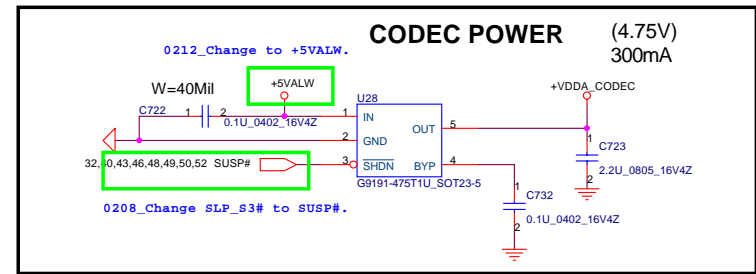 CODEC POWER
(4.75V)
300mA
0212_Change to +5VALW.
+5VALW
W=40Mil
+VDDA_CODEC
C722
1
2
0.1U_0402_16V4Z
U28
1
IN
OUT
5
2
GND
32,40,43,46,48,49,50,52 SUSP#
3
SHDN
BYP
4
G9191-475T1U_SOT23-5
1
C723
2.2U_0805_16V4Z
2
1
C732
0.1U_0402_16V4Z
2
0208_Change SLP_S3# to SUSP#.